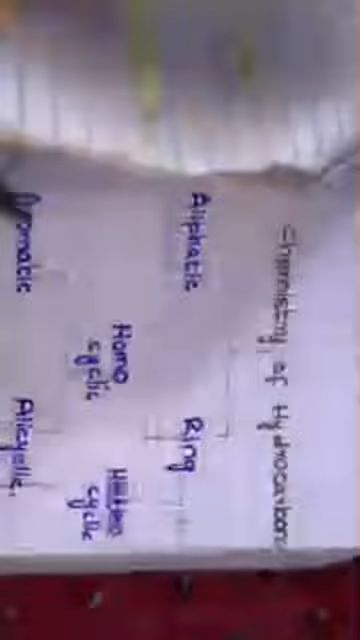 Chemistry of Hydrocarbon
Aliphatic Ring
Homo cyclic
Hetero cyclic
Aromatic Alicyclic